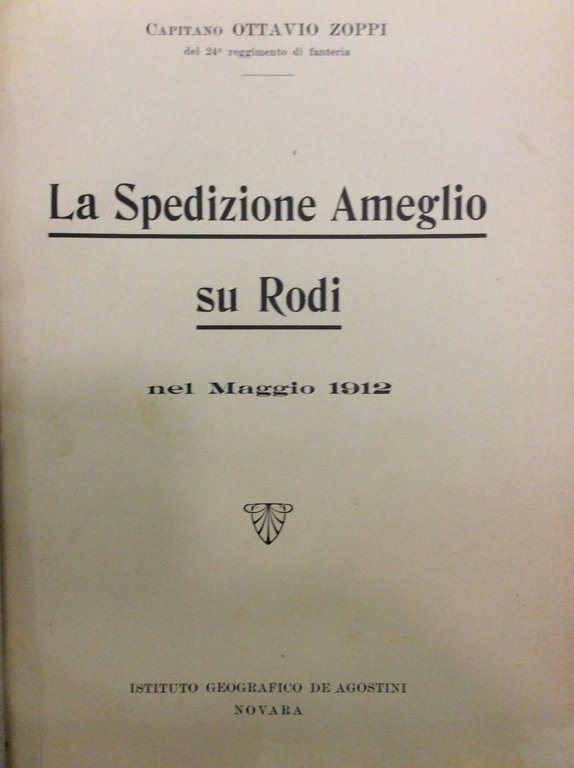 Capitano OTTAVIO ZOPPI
del 24º reggimento di fanteria
La Spedizione Ameglio
su Rodi
nel Maggio 1912
ISTITUTO GEOGRAFICO DE AGOSTINI
NOVARA